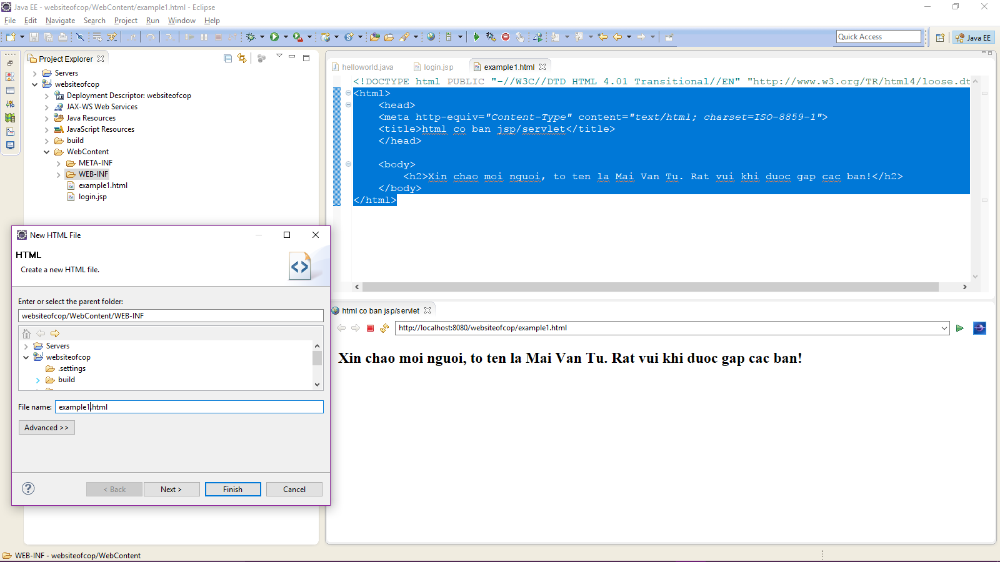 Java EE - websiteofcop/WebContent/example1.html - Eclipse
File Edit Navigate Search Project Run Window Help
Quick Access
Java EE
Project Explorer
Servers
websiteofcop
3.0
Deployment Descriptor: websiteofcop
JAX-WS Web Services
Java Resources
JavaScript Resources
build
WebContent
META-INF
WEB-INF
example1.html
login.jsp
helloworld.java
login.jsp
example1.html
<!DOCTYPE html PUBLIC "-//W3C//DTD HTML 4.01 Transitional//EN" "http://www.w3.org/TR/html4/loose.dt
<html>
<head>
<meta http-equiv="Content-Type" content="text/html; charset=ISO-8859-1">
<title>html co ban jsp/servlet</title>
</head>
<body>
<h2>Xin chao moi nguoi, to ten la Mai Van Tu. Rat vui khi duoc gap cac ban!</h2>
</body>
</html>
New HTML File
HTML
Create a new HTML file.
Enter or select the parent folder:
websiteofcop/WebContent/WEB-INF
Servers
websiteofcop
.settings
build
File name: example1.html
Advanced >>
< Back
Next >
Finish
Cancel
html co ban jsp/servlet
http://localhost:8080/websiteofcop/example1.html
Xin chao moi nguoi, to ten la Mai Van Tu. Rat vui khi duoc gap cac ban!
WEB-INF - websiteofcop/WebContent